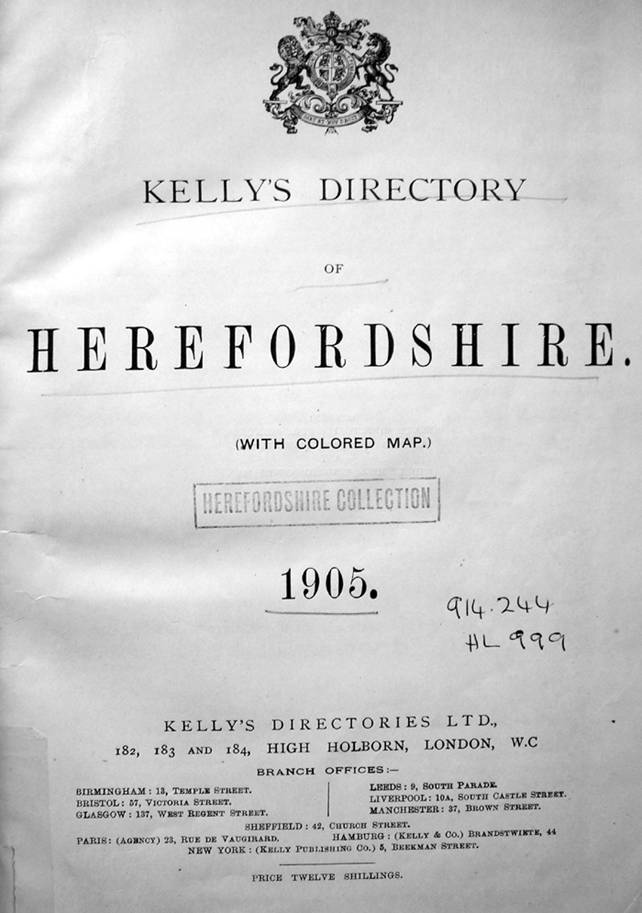 KELLY'S DIRECTORY
OF
HEREFORDSHIRE.
(WITH COLORED MAP.)
HEREFORDSHIRE COLLECTION
1905.
914.244
HL 999
KELLY'S DIRECTORIES LTD.,
182, 183 AND 184, HIGH HOLBORN, LONDON, W.C
BRANCH OFFICES:—
BIRMINGHAM : 13, TEMPLE STREET.
BRISTOL : 57, VICTORIA STREET.
GLASGOW : 137, WEST REGENT STREET.
LEEDS : 9, SOUTH PARADE.
LIVERPOOL : 10A, SOUTH CASTLE STREET.
MANCHESTER : 37, BROWN STREET.
SHEFFIELD : 42, CHURCH STREET.
PARIS : (AGENCY) 23, RUE DE VAUGIRARD. HAMBURG : (KELLY & CO.) BRANDSTWIETE, 44
NEW YORK : (KELLY PUBLISHING CO.) 5, BEEKMAN STREET.
PRICE TWELVE SHILLINGS.